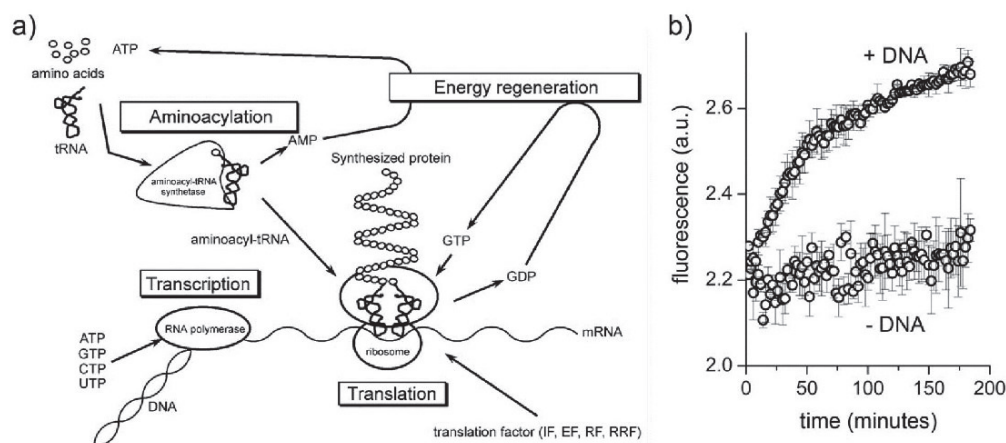 a)
ATP
amino acids
Energy regeneration
Aminoacylation
AMP
tRNA
Synthesized protein
aminoacyl-tRNA
synthetase
aminoacyl-tRNA
GTP
GDP
Transcription
RNA polymerase
mRNA
ATP
GTP
CTP
UTP
ribosome
DNA
Translation
translation factor (IF, EF, RF, RRF)
b)
+ DNA
2.6
fluorescence (a.u.)
2.4
2.2
- DNA
2.0
0 50 100 150 200
time (minutes)